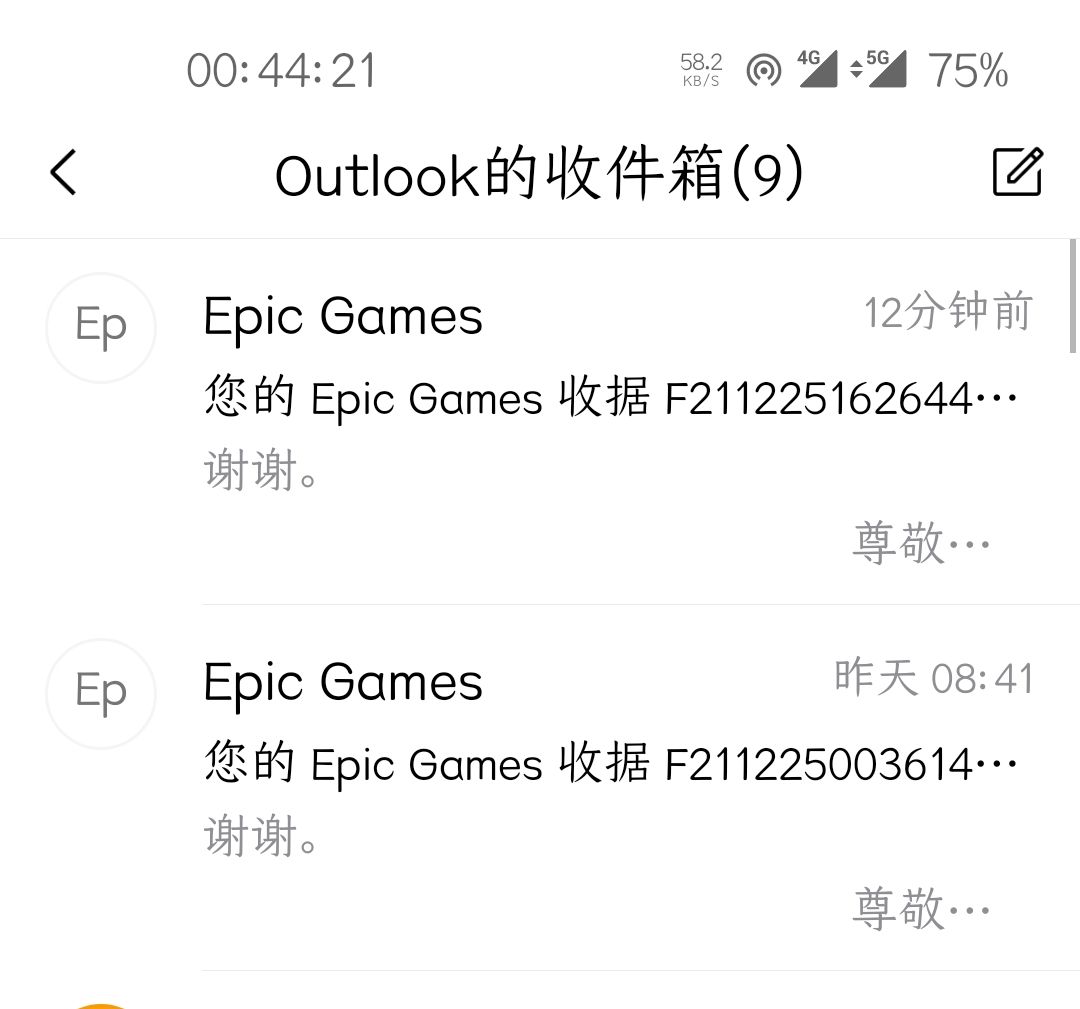 00:44:21 58.2 KB/S 4G 5G 75%
Outlook的收件箱(9)
Ep Epic Games 12分钟前
您的 Epic Games 收据 F211225162644…
谢谢。
尊敬…
Ep Epic Games 昨天 08:41
您的 Epic Games 收据 F211225003614…
谢谢。
尊敬…